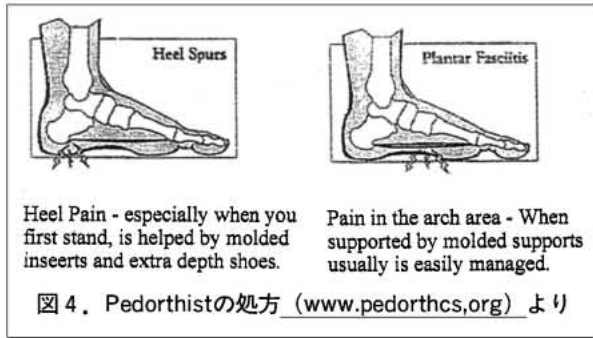 Heel Spurs
Plantar Fasciitis
Heel Pain - especially when you
first stand, is helped by molded
inseerts and extra depth shoes.
Pain in the arch area - When
supported by molded supports
usually is easily managed.
図4. Pedorthistの処方 (www.pedorthcs,org) より